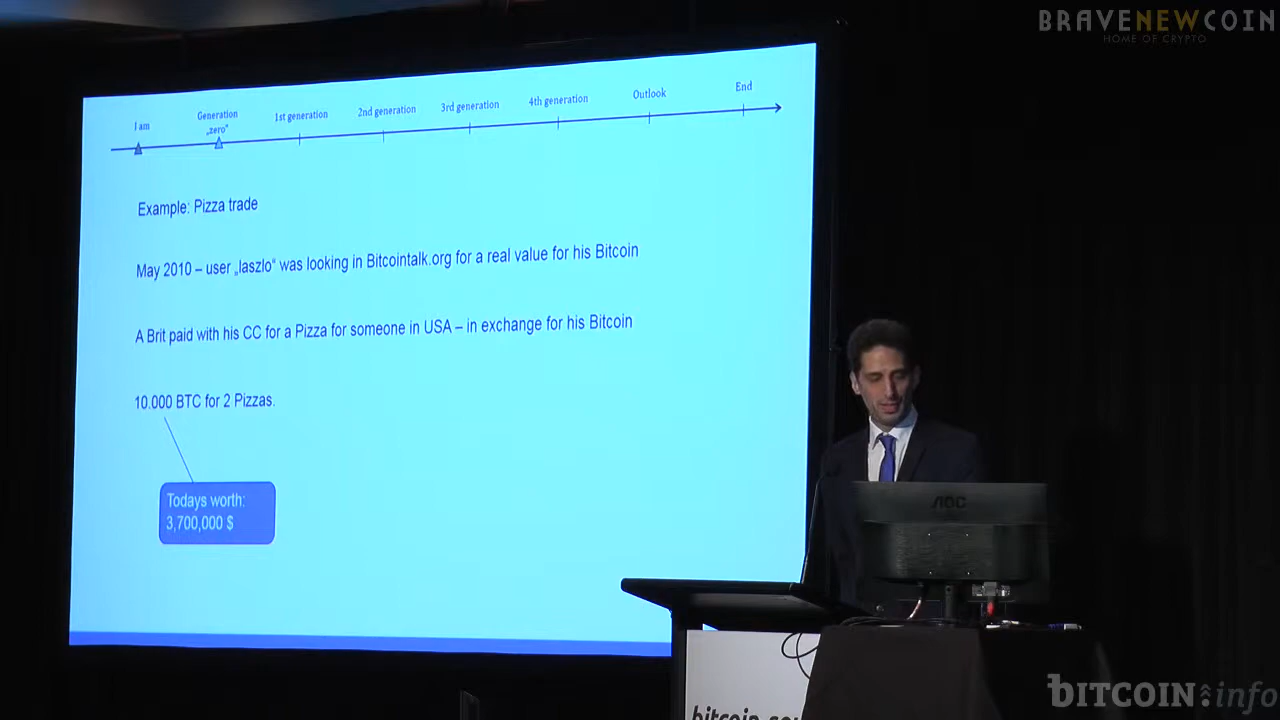 BRAVENEWCOIN
HOME OF CRYPTO
I am
Generation
„zero"
1st generation
2nd generation
3rd generation
4th generation
Outlook
End
Example: Pizza trade
May 2010 – user „laszlo“ was looking in Bitcointalk.org for a real value for his Bitcoin
A Brit paid with his CC for a Pizza for someone in USA – in exchange for his Bitcoin
10.000 BTC for 2 Pizzas.
Todays worth:
3,700,000 $
AOC
bitcoin
BITCOIN info